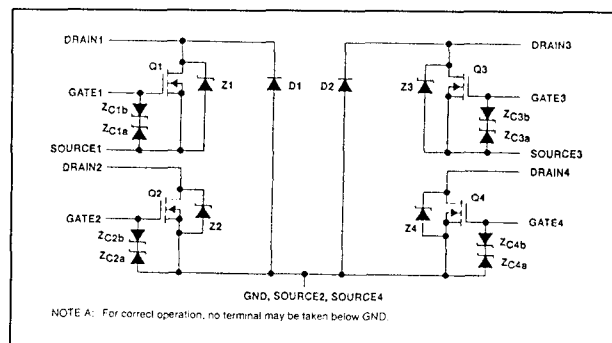 DRAIN1
DRAIN3
Q1
Q3
Z1
D1
D2
Z3
GATE1
GATE3
ZC1b
ZC3b
ZC1a
ZC3a
SOURCE1
SOURCE3
DRAIN2
DRAIN4
Q2
Q4
GATE2
Z2
Z4
GATE4
ZC2b
ZC4b
ZC2a
ZC4a
GND, SOURCE2, SOURCE4
NOTE A: For correct operation, no terminal may be taken below GND.